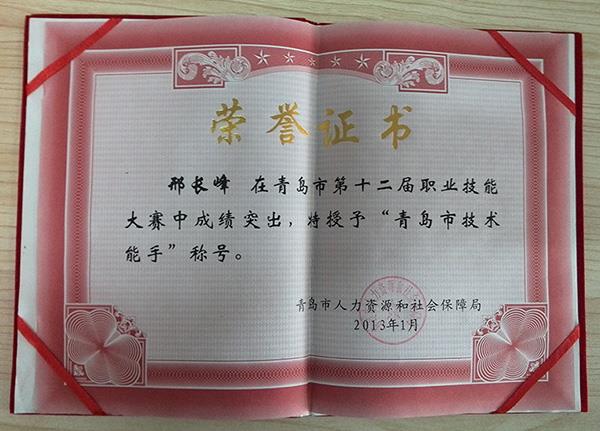 荣誉证书
邢长峰 在青岛市第十二届职业技能
大赛中成绩突出，特授予“青岛市技术
能手”称号。
青岛市人力资源和社会保障局
2013年1月